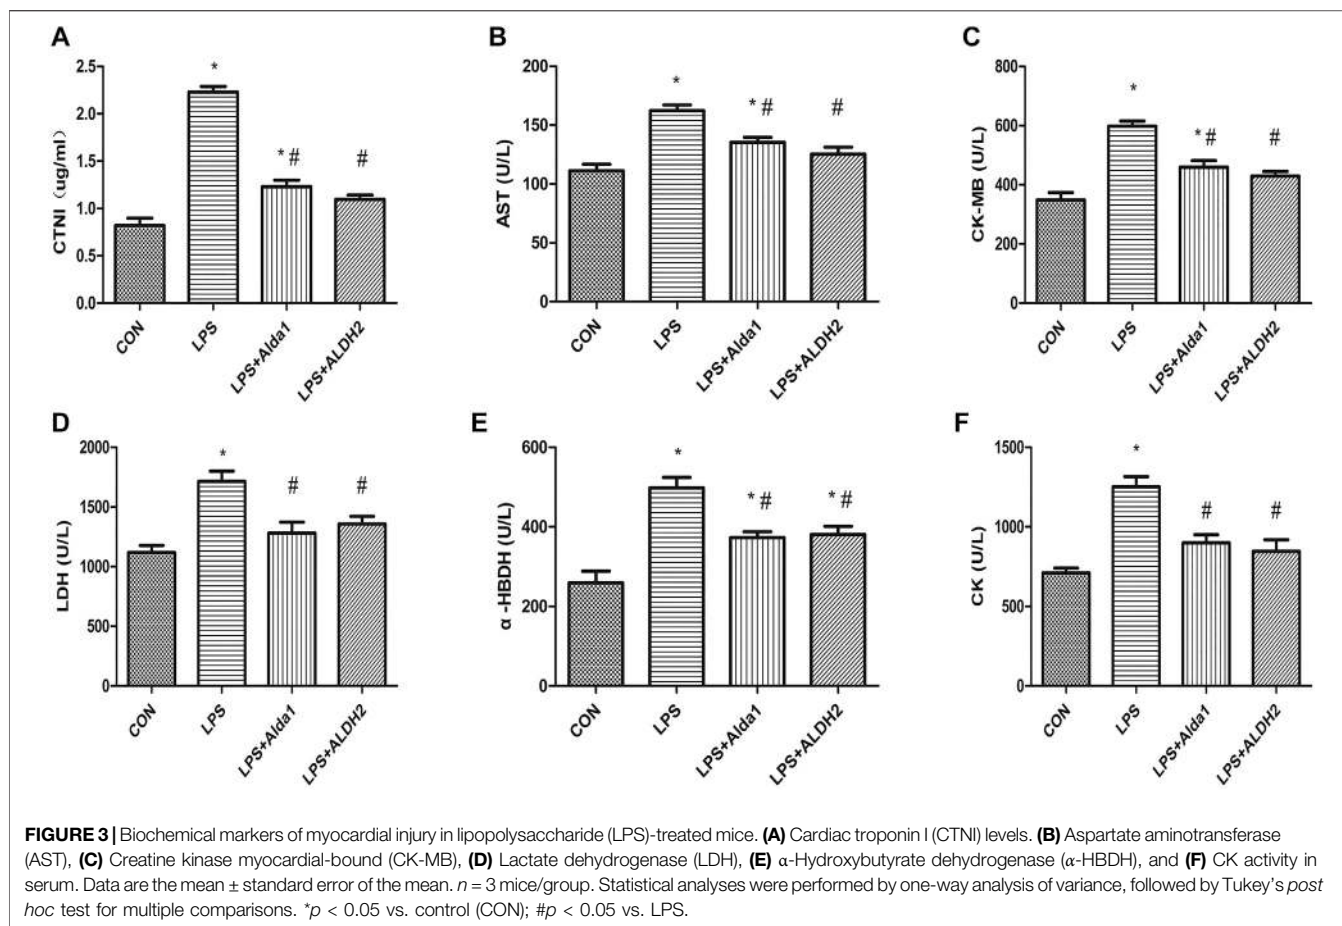 A
CTNI (ug/ml)
2.5
2.0
1.5
1.0
0.5
0.0
*
* #
#
CON
LPS
LPS+Alda1
LPS+ALDH2
B
AST (U/L)
200
150
100
50
0
*
* #
#
CON
LPS
LPS+Alda1
LPS+ALDH2
C
CK-MB (U/L)
800
600
400
200
0
*
* #
#
CON
LPS
LPS+Alda1
LPS+ALDH2
D
LDH (U/L)
2000
1500
1000
500
0
*
#
#
CON
LPS
LPS+Alda1
LPS+ALDH2
E
α -HBDH (U/L)
600
400
200
0
*
* #
* #
CON
LPS
LPS+Alda1
LPS+ALDH2
F
CK (U/L)
1500
1000
500
0
*
#
#
CON
LPS
LPS+Alda1
LPS+ALDH2
FIGURE 3 | Biochemical markers of myocardial injury in lipopolysaccharide (LPS)-treated mice. (A) Cardiac troponin I (CTNI) levels. (B) Aspartate aminotransferase
(AST), (C) Creatine kinase myocardial-bound (CK-MB), (D) Lactate dehydrogenase (LDH), (E) α-Hydroxybutyrate dehydrogenase (α-HBDH), and (F) CK activity in
serum. Data are the mean ± standard error of the mean. n = 3 mice/group. Statistical analyses were performed by one-way analysis of variance, followed by Tukey's post
hoc test for multiple comparisons. *p < 0.05 vs. control (CON); #p < 0.05 vs. LPS.